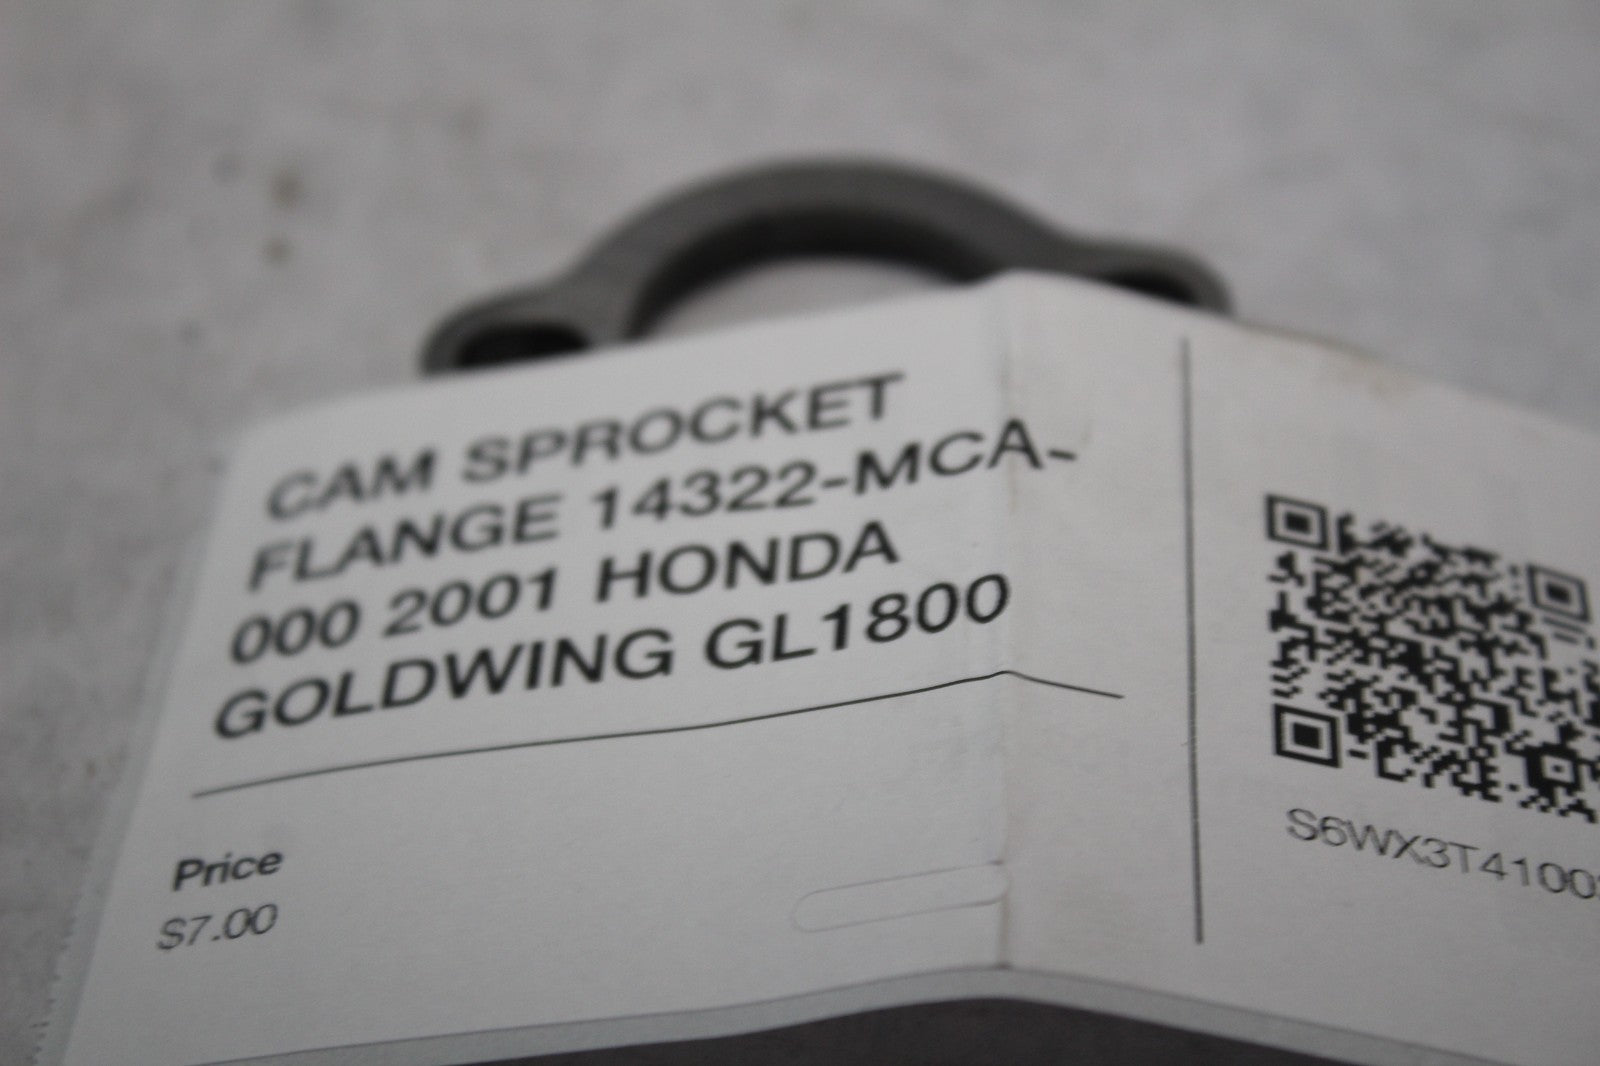 CAM SPROCKET
FLANGE 14322-MCA-
000 2001 HONDA
GOLDWING GL1800
Price
$7.00